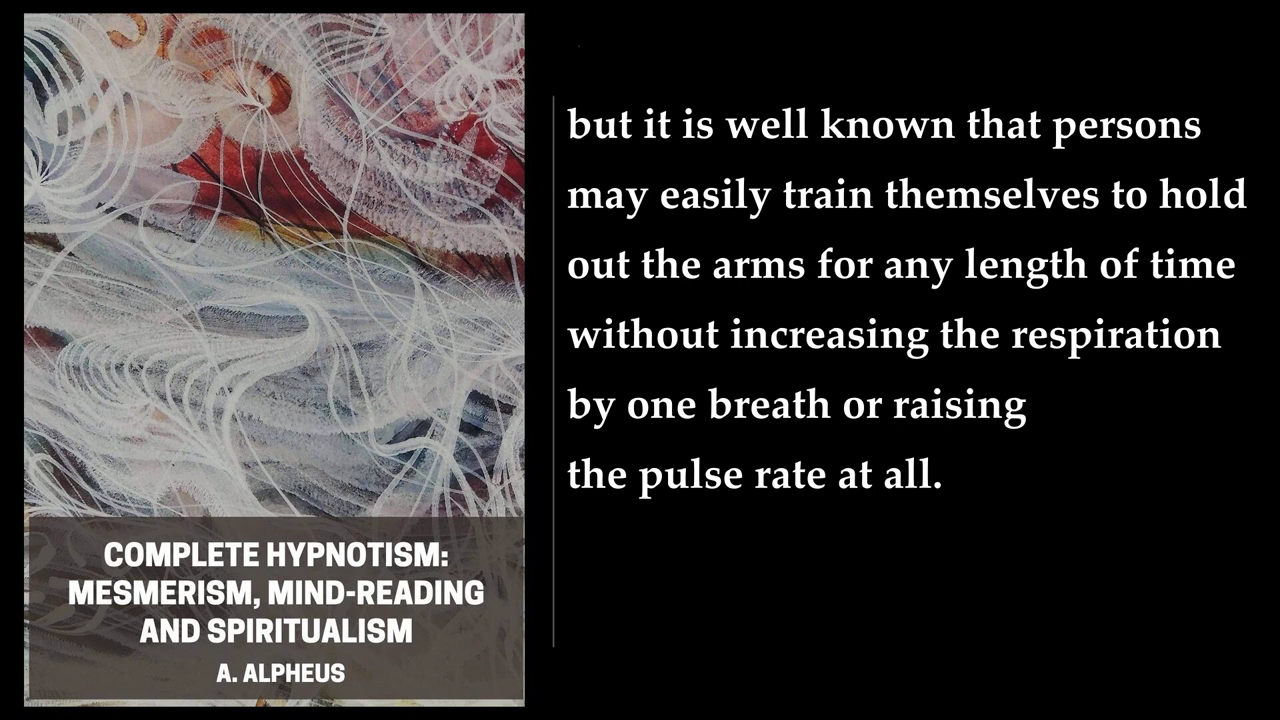 but it is well known that persons
may easily train themselves to hold
out the arms for any length of time
without increasing the respiration
by one breath or raising
the pulse rate at all.
COMPLETE HYPNOTISM:
MESMERISM, MIND-READING
AND SPIRITUALISM
A. ALPHEUS